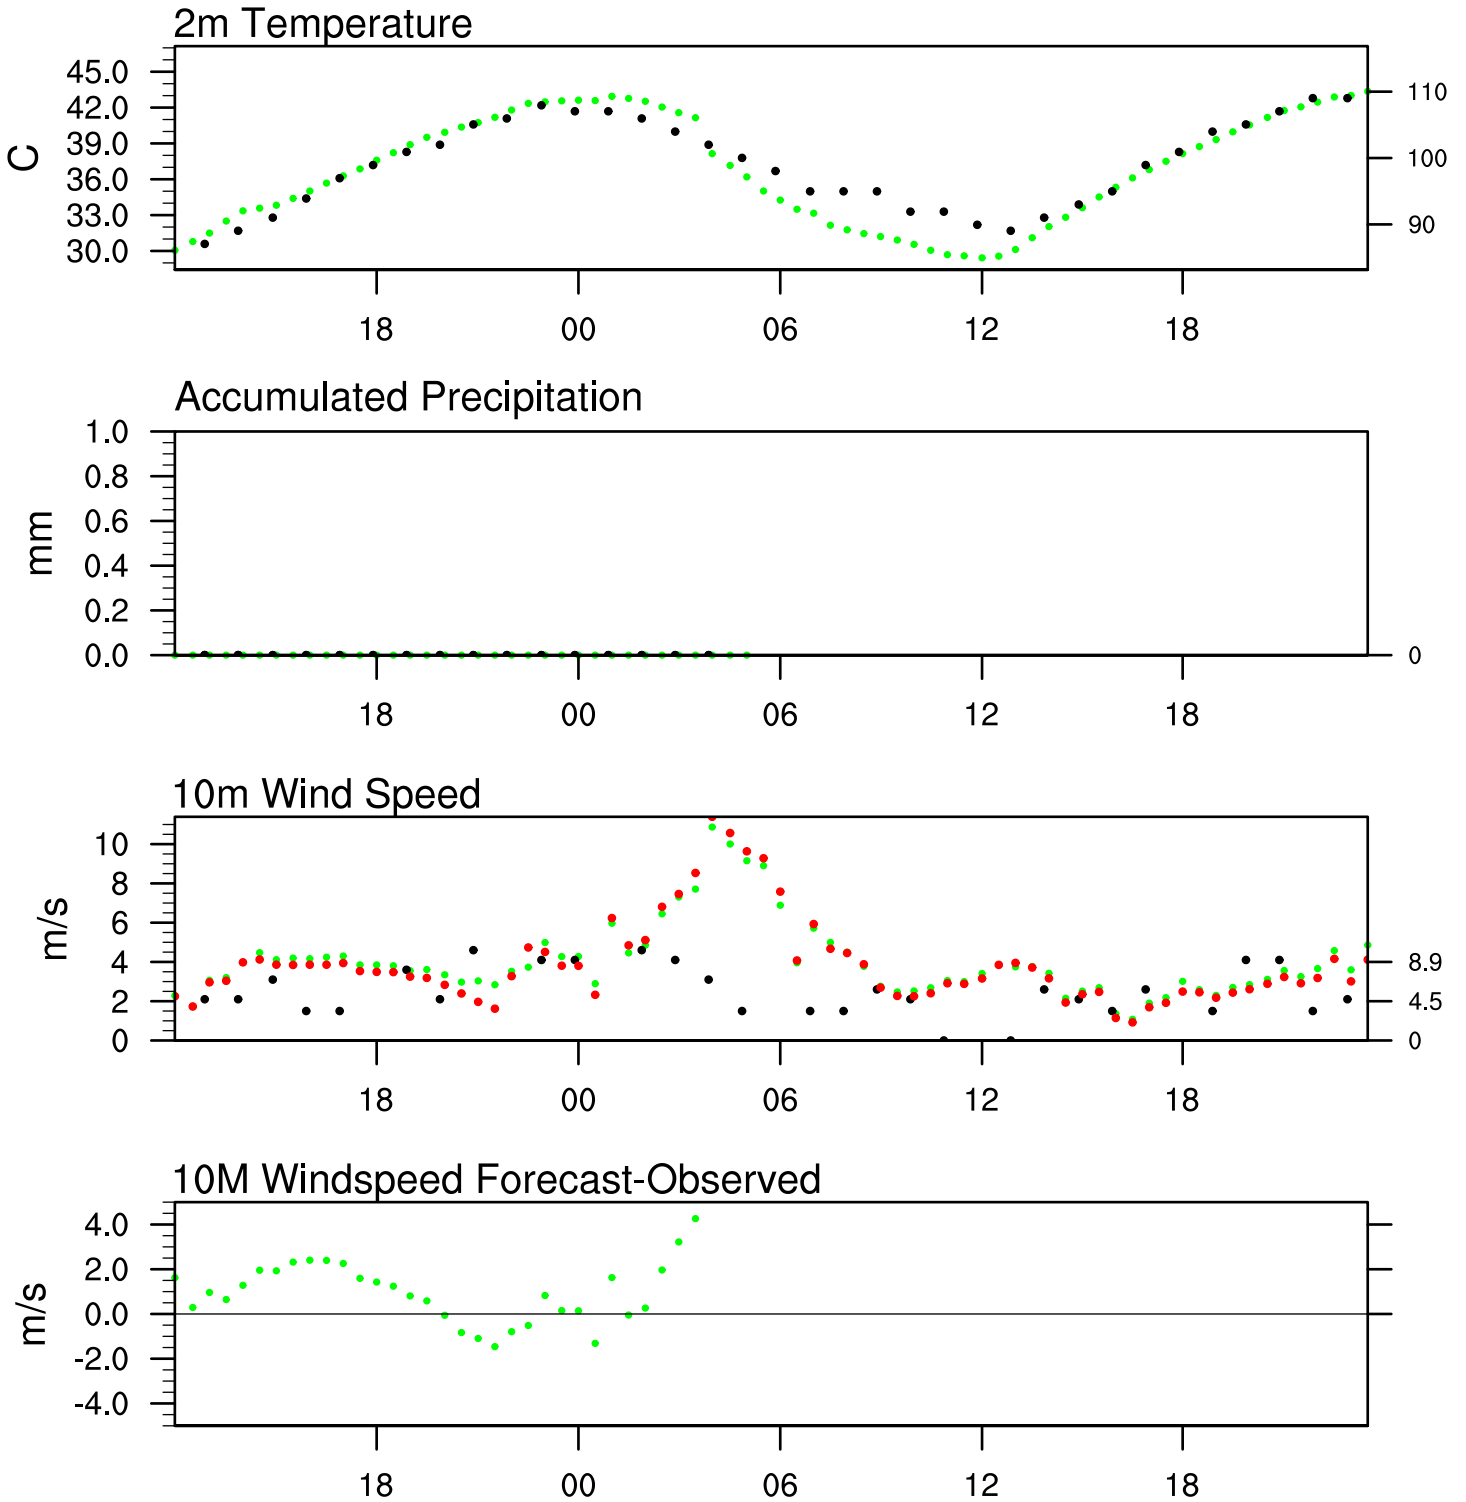 2m Temperature
45.0
42.0
39.0
36.0
33.0
30.0
C
110
100
90
18 00 06 12 18
Accumulated Precipitation
1.0
0.8
0.6
0.4
0.2
0.0
mm
0
18 00 06 12 18
10m Wind Speed
10
8
6
4
2
0
m/s
8.9
4.5
0
18 00 06 12 18
10M Windspeed Forecast-Observed
4.0
2.0
0.0
-2.0
-4.0
m/s
18 00 06 12 18